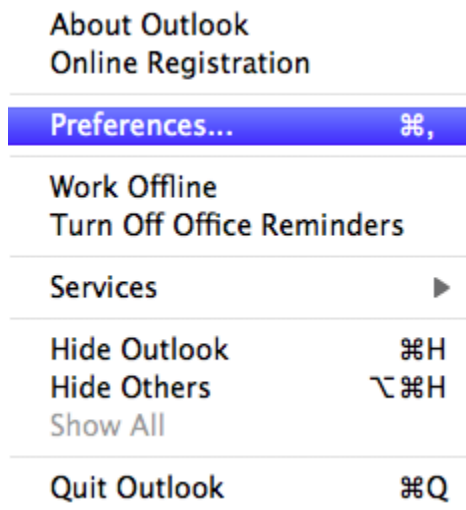 About Outlook
Online Registration
Preferences... ⌘,
Work Offline
Turn Off Office Reminders
Services
Hide Outlook ⌘H
Hide Others ⌥⌘H
Show All
Quit Outlook ⌘Q